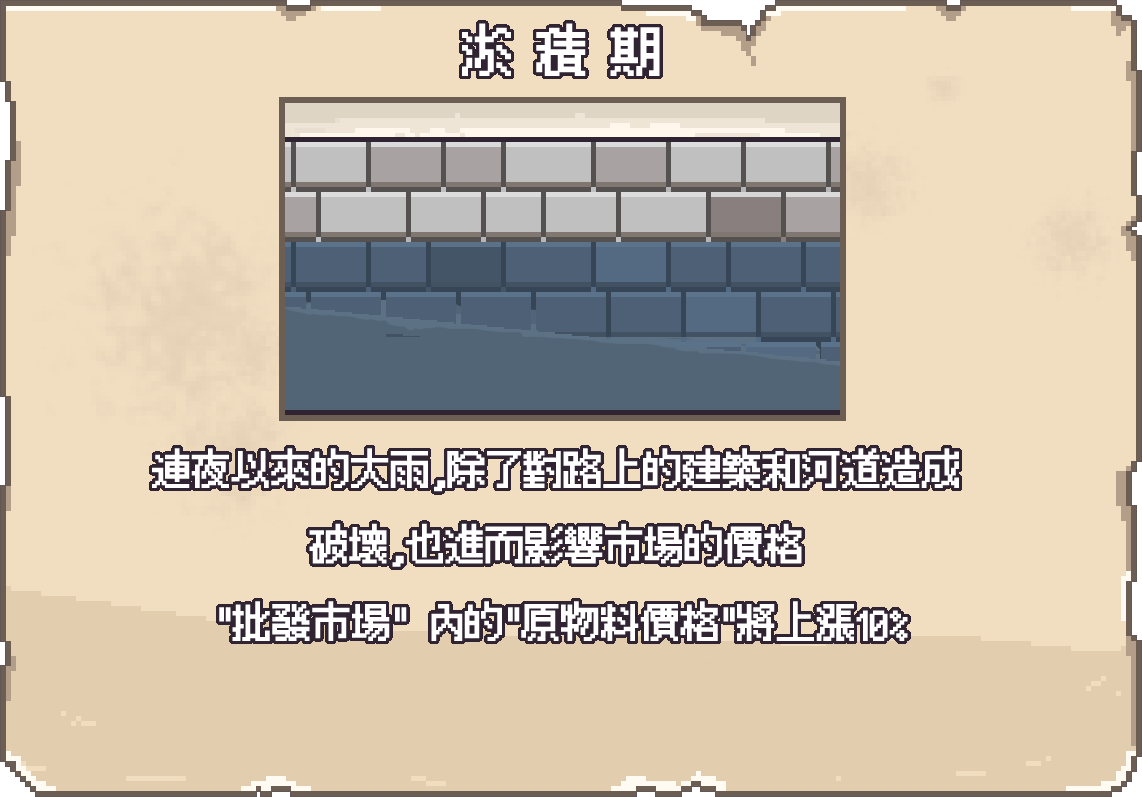 淤 積 期
連夜以來的大雨,除了對路上的建築和河道造成
破壞,也進而影響市場的價格
"批發市場" 內的"原物料價格"將上漲10%